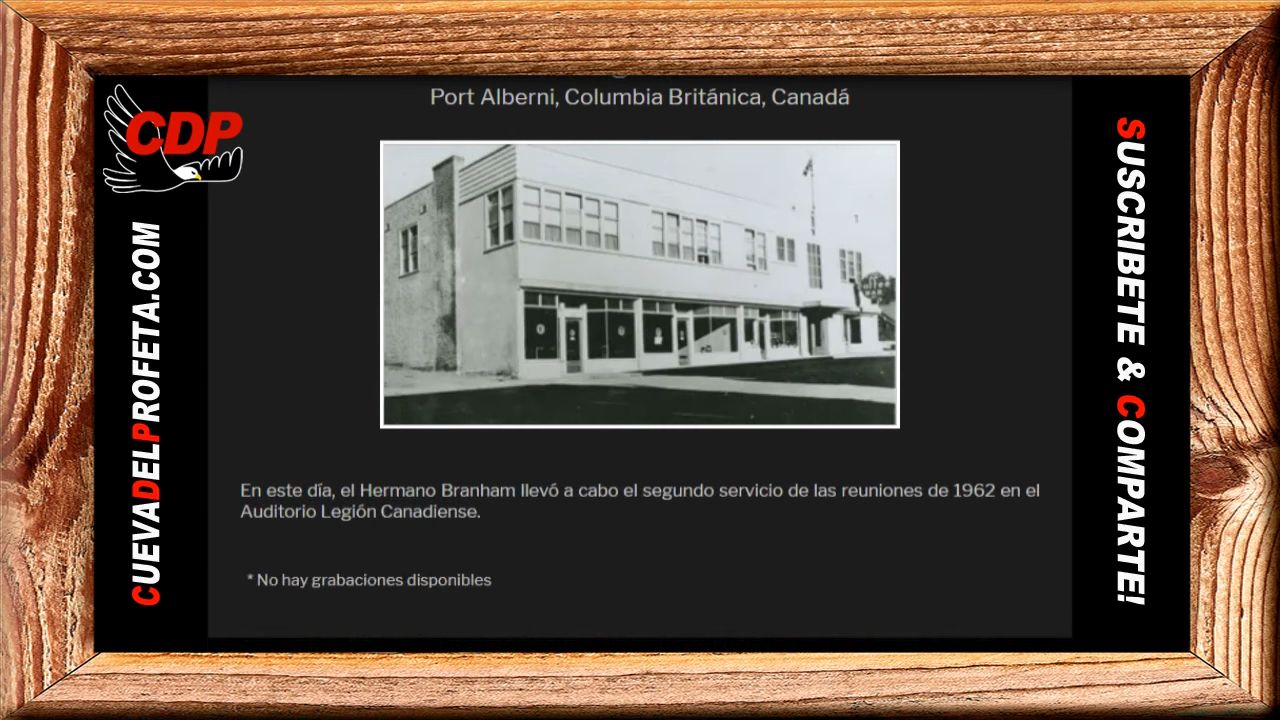 CDP
Port Alberni, Columbia Británica, Canadá
CUEVADELPROFETA.COM
SUSCRIBETE & COMPARTE!
En este día, el Hermano Branham llevó a cabo el segundo servicio de las reuniones de 1962 en el
Auditorio Legión Canadiense.
* No hay grabaciones disponibles